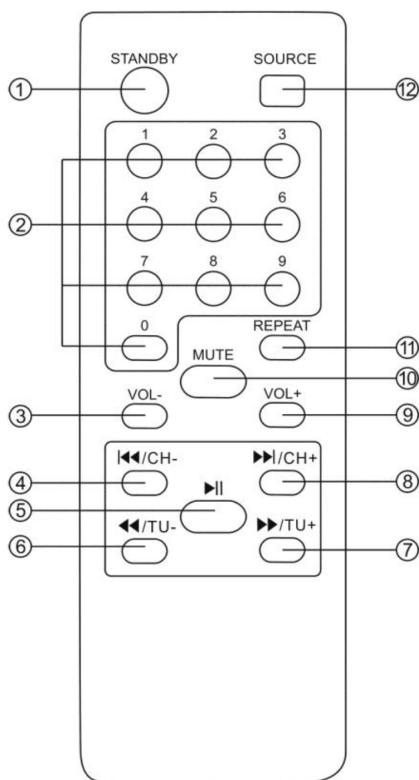 STANDBY SOURCE
① ⑫
1 2 3
② 4 5 6
7 8 9
0 REPEAT
MUTE ⑪
⑩
VOL- VOL+
③ ⑨
⏮/CH- ⏭/CH+
④ ⏯ ⑧
⑤
◀◀/TU- ▶▶/TU+
⑥ ⑦